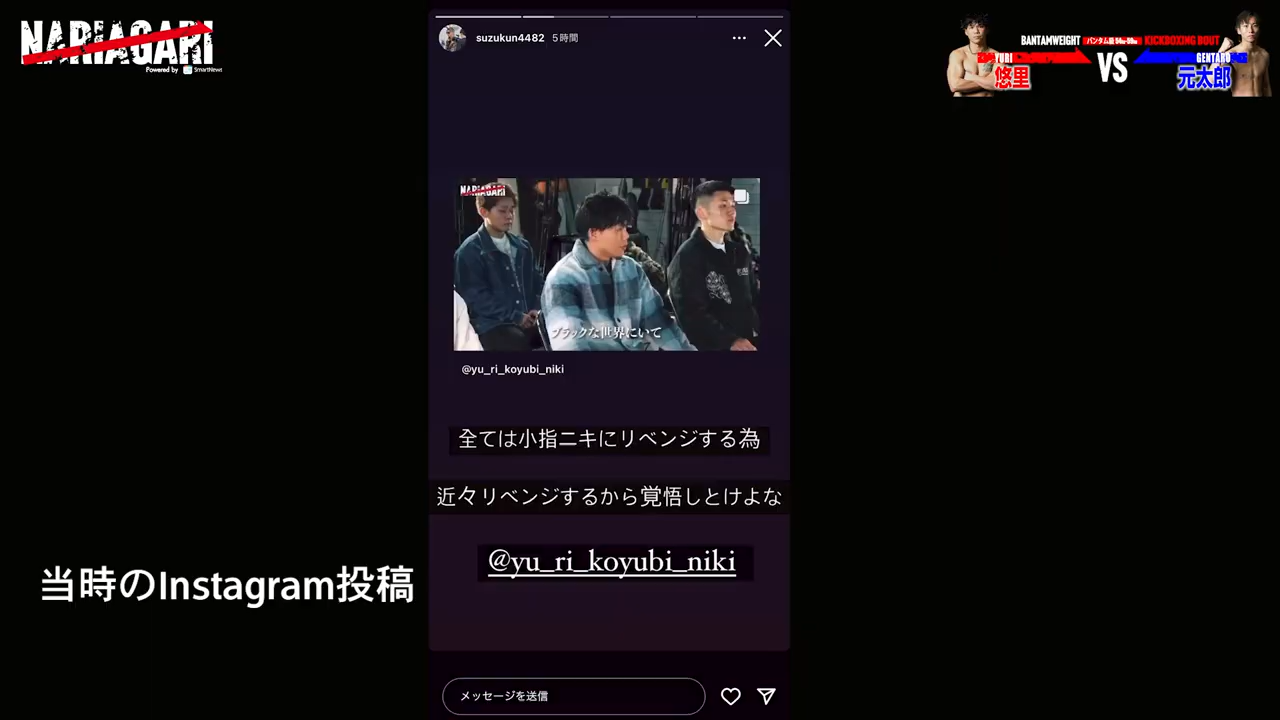 NARIAGARI
Powered by SmartNews
suzukun4482 5時間
BANTAMWEIGHT バンタム級 KICKBOXING BOUT
YURI
悠里
VS
GENTARO
元太郎
NARIAGARI
ブラックな世界にいて
@yu_ri_koyubi_niki
全ては小指ニキにリベンジする為
近々リベンジするから覚悟しとけよな
@yu_ri_koyubi_niki
当時のInstagram投稿
メッセージを送信